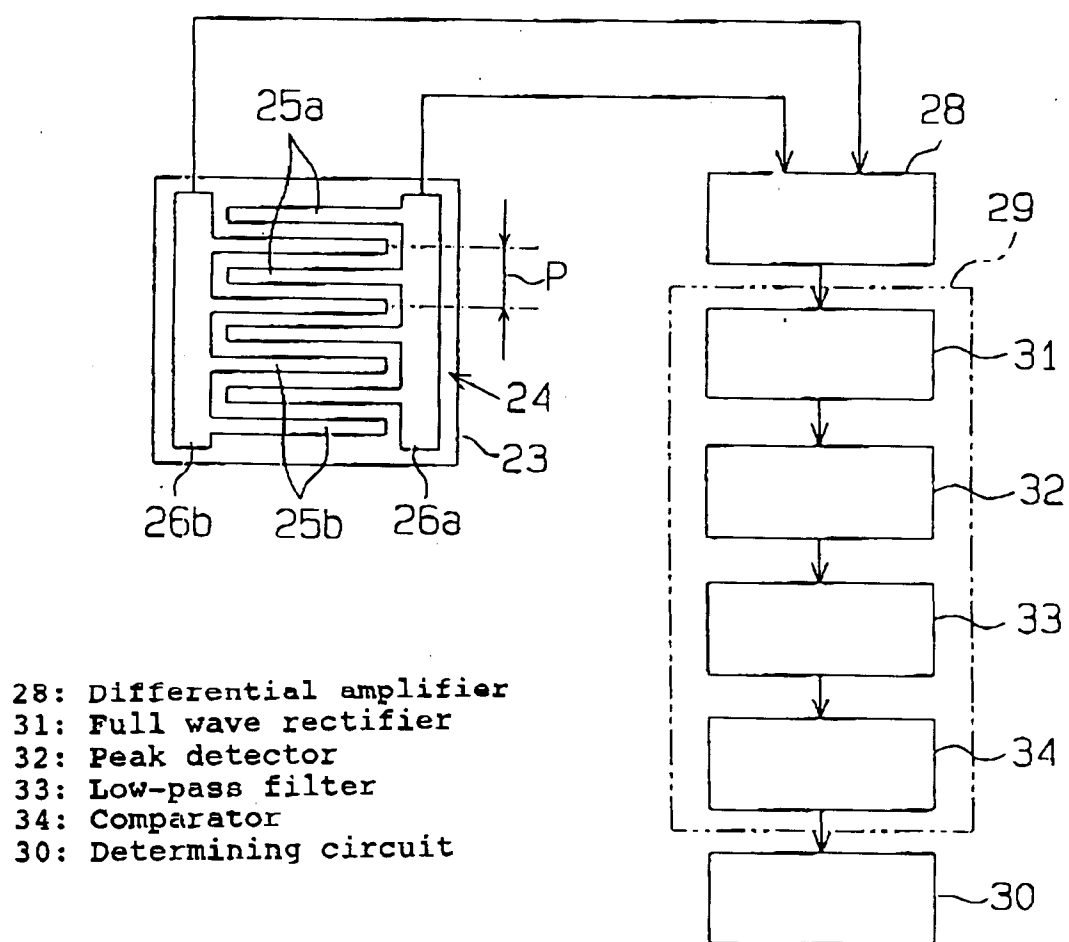 25a
28
29
P
31
24
23
26b
25b
26a
32
33
34
30
28: Differential amplifier
31: Full wave rectifier
32: Peak detector
33: Low-pass filter
34: Comparator
30: Determining circuit